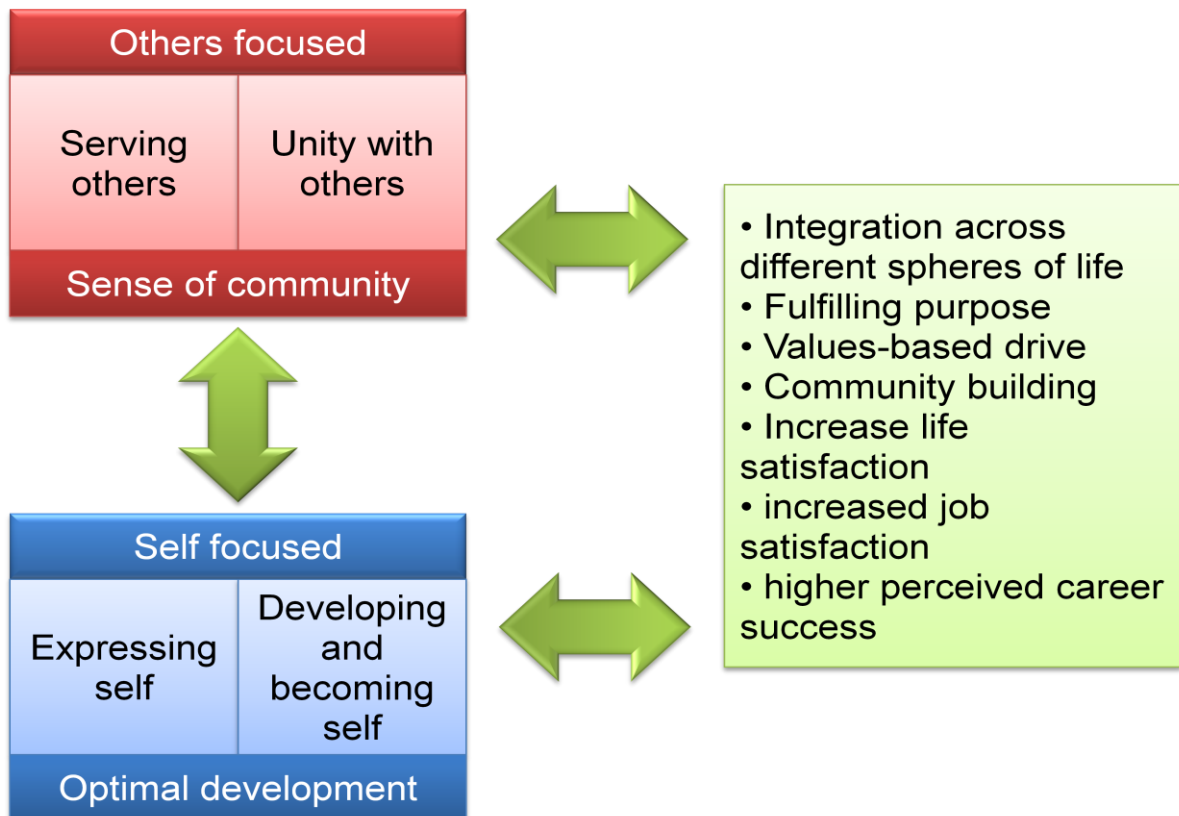 Others focused
Serving
others
Unity with
others
Sense of community
Self focused
Expressing
self
Developing
and
becoming
self
Optimal development
• Integration across
different spheres of life
• Fulfilling purpose
• Values-based drive
• Community building
• Increase life
satisfaction
• increased job
satisfaction
• higher perceived career
success